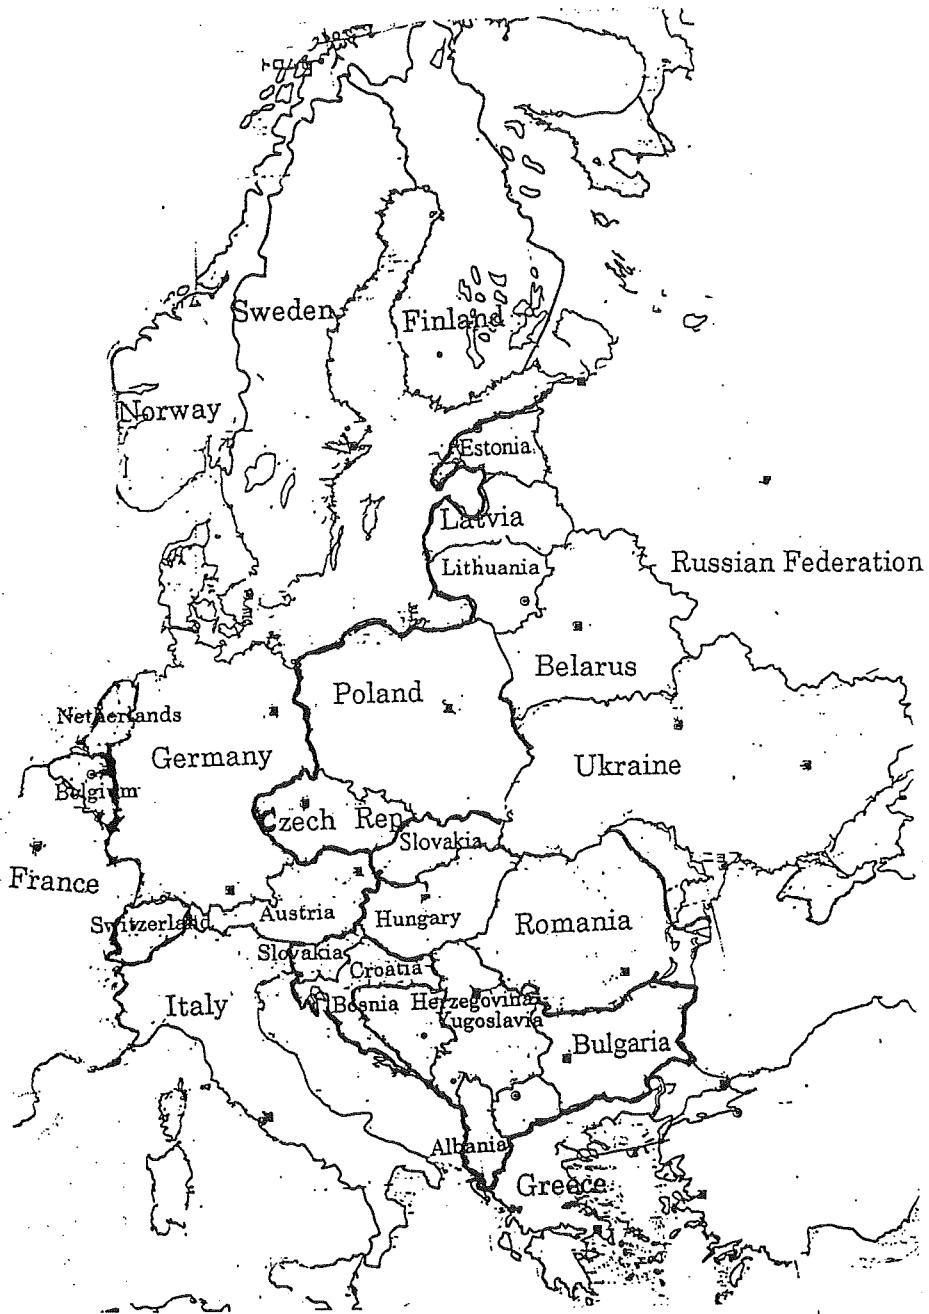 Sweden
Finland
Norway
Estonia
Latvia
Lithuania
Russian Federation
Belarus
Poland
Netherlands
Germany
Ukraine
Belgium
Czech Rep
Slovakia
France
Switzerland
Austria
Hungary
Romania
Slovakia
Croatia
Italy
Bosnia Herzegovina
Yugoslavia
Bulgaria
Albania
Greece